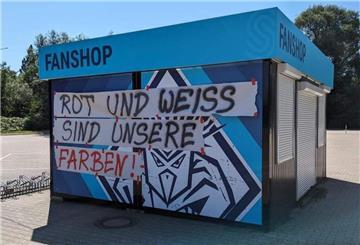 FANSHOP
FANSHOP
ROT UND WEISS
SIND UNSERE
FARBEN!